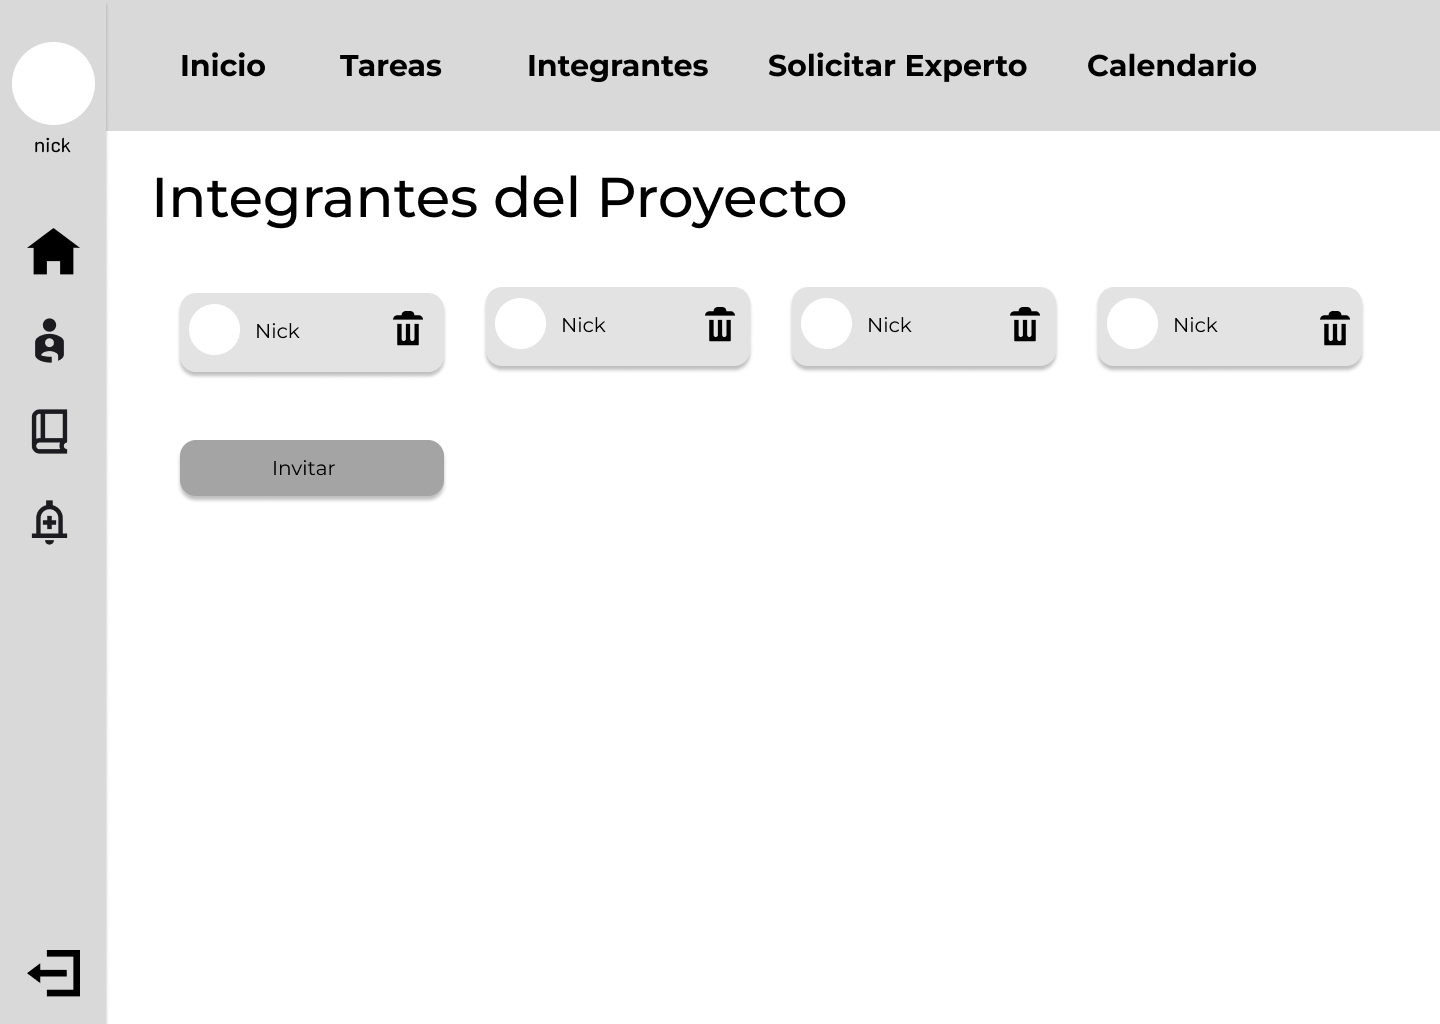 Inicio Tareas Integrantes Solicitar Experto Calendario
nick
Integrantes del Proyecto
Nick Nick Nick Nick
Invitar